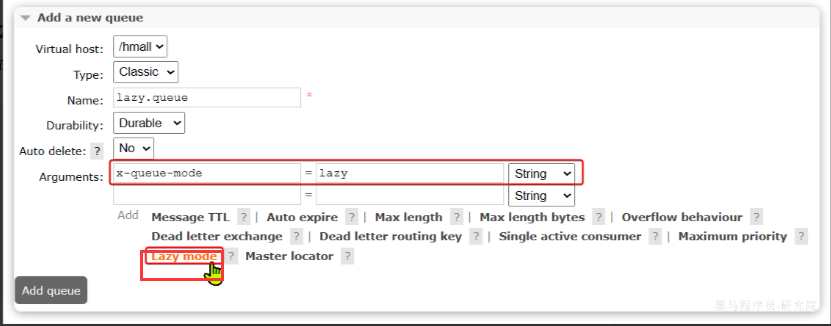 Add a new queue
Virtual host: /hmall
Type: Classic
Name: lazy.queue *
Durability: Durable
Auto delete: ? No
Arguments: x-queue-mode = lazy String
= String
Add Message TTL ? | Auto expire ? | Max length ? | Max length bytes ? | Overflow behaviour ? |
Dead letter exchange ? | Dead letter routing key ? | Single active consumer ? | Maximum priority ? |
Lazy mode ? Master locator ?
Add queue
黑马程序员-研究院